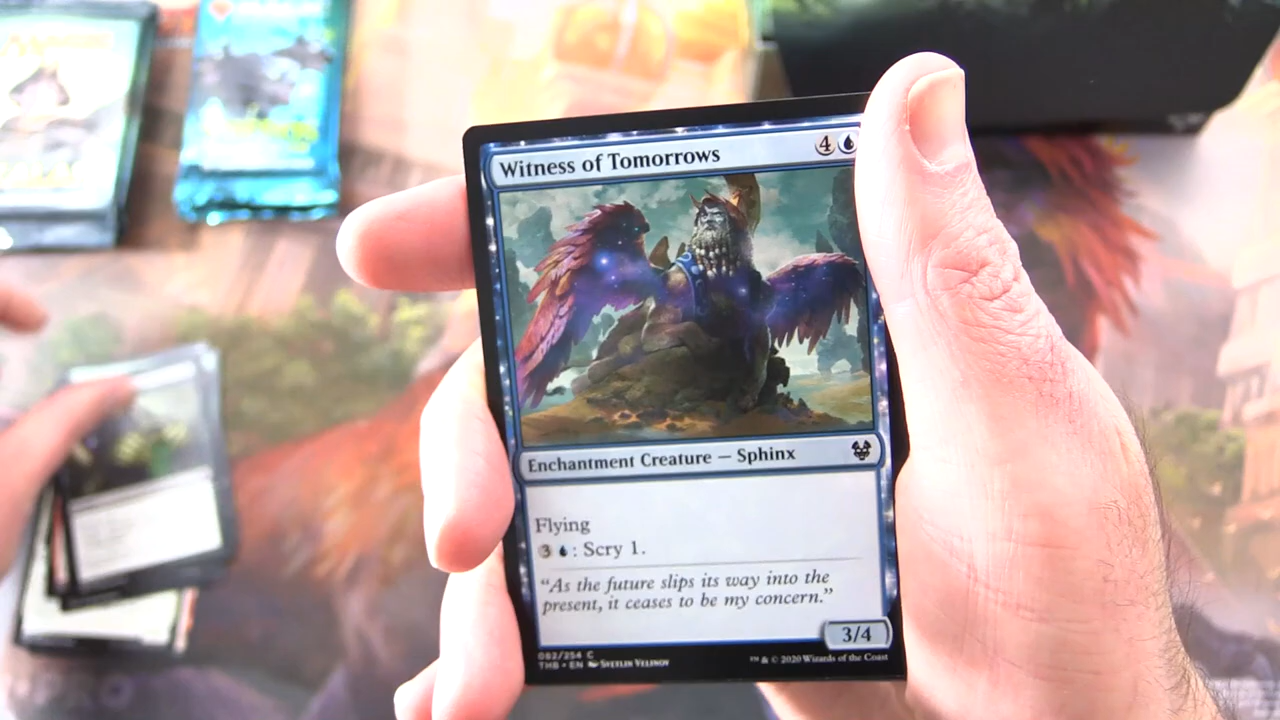 Witness of Tomorrows 4
Enchantment Creature — Sphinx
Flying
3 : Scry 1.
“As the future slips its way into the
present, it ceases to be my concern.”
3/4
082/254 C
THB • EN Svetlin Velinov
™ & © 2020 Wizards of the Coast